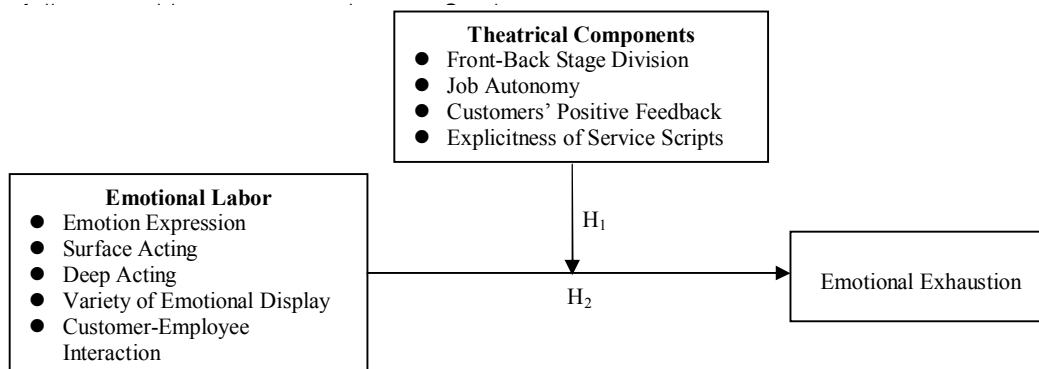 Theatrical Components
● Front-Back Stage Division
● Job Autonomy
● Customers’ Positive Feedback
● Explicitness of Service Scripts
Emotional Labor
● Emotion Expression
● Surface Acting
● Deep Acting
● Variety of Emotional Display
● Customer-Employee
Interaction
H₁
H₂
Emotional Exhaustion